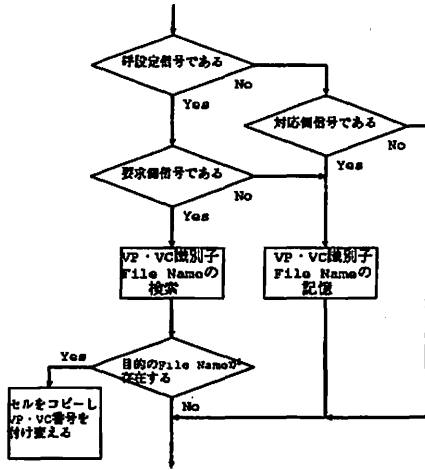 呼設定信号である
No
Yes
対応側信号である
No
Yes
要求側信号である
No
Yes
VP・VC識別子
File Nameの
検索
VP・VC識別子
File Nameの
記憶
目的のFile Nameが
存在する
Yes
No
セルをコピーし
VP・VC番号を
付け変える